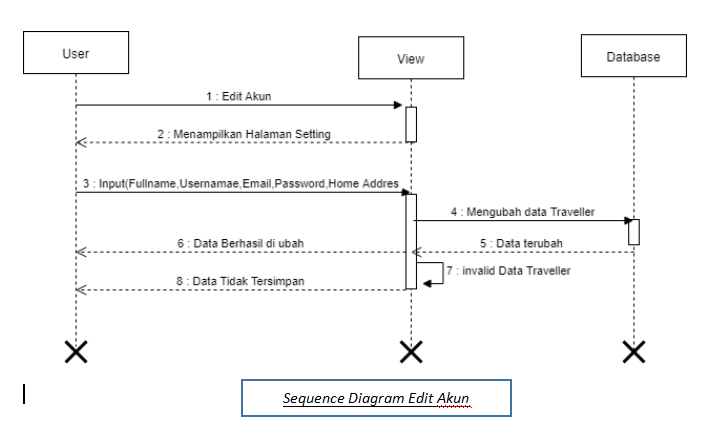 User
View
Database
1 : Edit Akun
2 : Menampilkan Halaman Setting
3 : Input(Fullname,Usernamae,Email,Password,Home Addres
4 : Mengubah data Traveller
6 : Data Berhasil di ubah
5 : Data terubah
7 : invalid Data Traveller
8 : Data Tidak Tersimpan
Sequence Diagram Edit Akun